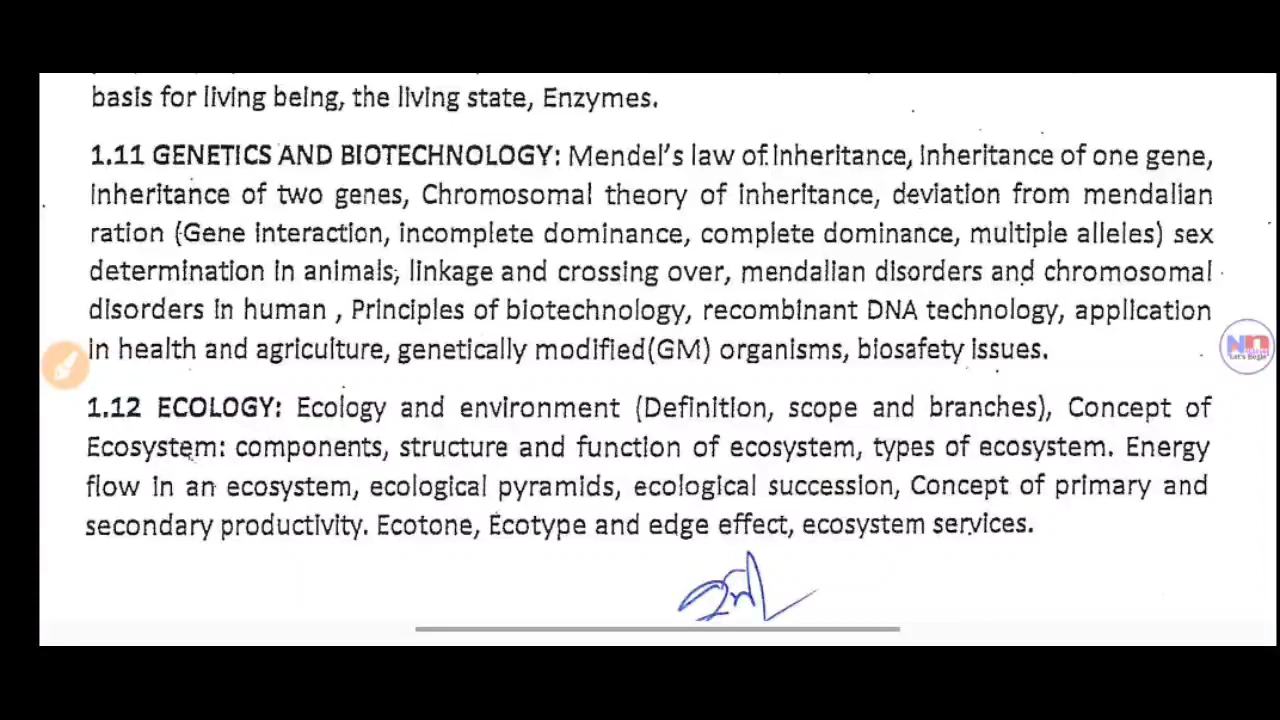 basis for living being, the living state, Enzymes.
1.11 GENETICS AND BIOTECHNOLOGY: Mendel's law of inheritance, inheritance of one gene,
inheritance of two genes, Chromosomal theory of inheritance, deviation from mendalian
ration (Gene interaction, incomplete dominance, complete dominance, multiple alleles) sex
determination in animals, linkage and crossing over, mendalian disorders and chromosomal
disorders in human , Principles of biotechnology, recombinant DNA technology, application
in health and agriculture, genetically modified(GM) organisms, biosafety issues.
1.12 ECOLOGY: Ecology and environment (Definition, scope and branches), Concept of
Ecosystem: components, structure and function of ecosystem, types of ecosystem. Energy
flow in an ecosystem, ecological pyramids, ecological succession, Concept of primary and
secondary productivity. Ecotone, Ecotype and edge effect, ecosystem services.
"Let's Begin"